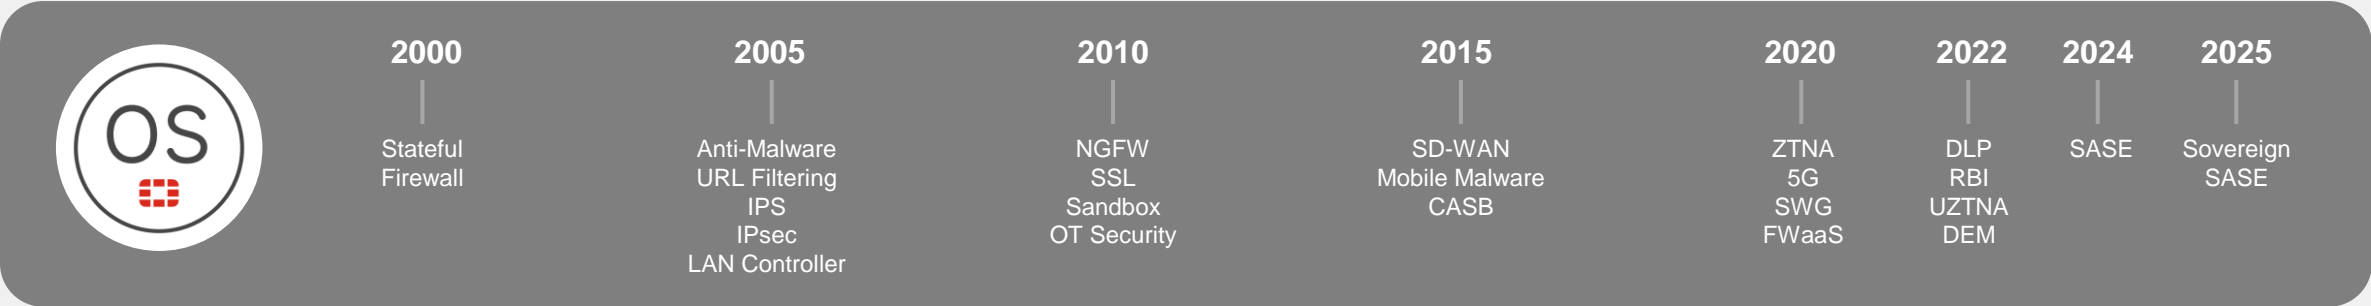 OS
2000
Stateful
Firewall
2005
Anti-Malware
URL Filtering
IPS
IPsec
LAN Controller
2010
NGFW
SSL
Sandbox
OT Security
2015
SD-WAN
Mobile Malware
CASB
2020
ZTNA
5G
SWG
FWaaS
2022
DLP
RBI
UZTNA
DEM
2024
SASE
2025
Sovereign
SASE